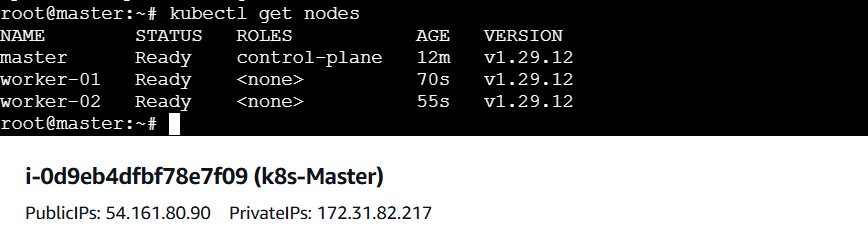 root@master:~# kubectl get nodes
NAME STATUS ROLES AGE VERSION
master Ready control-plane 12m v1.29.12
worker-01 Ready <none> 70s v1.29.12
worker-02 Ready <none> 55s v1.29.12
root@master:~#
i-0d9eb4dfbf78e7f09 (k8s-Master)
PublicIPs: 54.161.80.90 PrivateIPs: 172.31.82.217